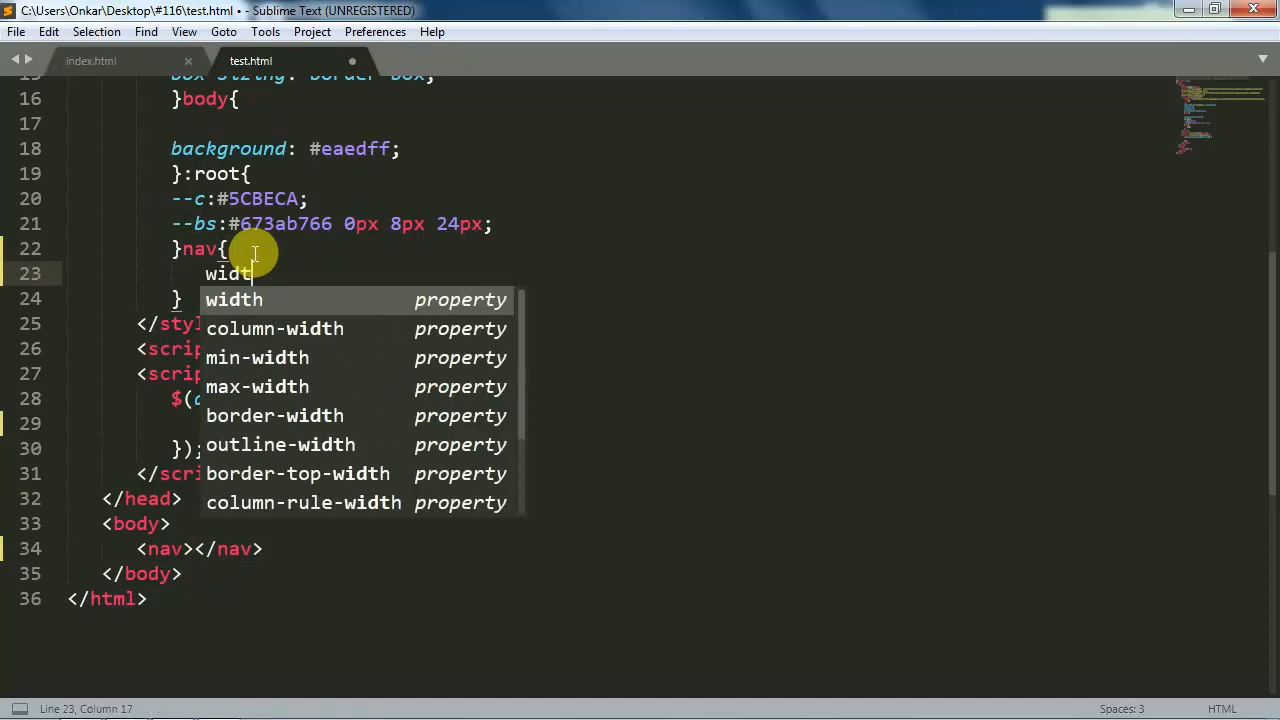 C:\Users\Onkar\Desktop\#116\test.html • - Sublime Text (UNREGISTERED)
File Edit Selection Find View Goto Tools Project Preferences Help
index.html × test.html
15 box-sizing: border-box;
16 }body{
17
18 background: #eaedff;
19 }:root{
20 --c:#5CBECA;
21 --bs:#673ab766 0px 8px 24px;
22 }nav{
23 widt
24 }
width property
25 </styl
column-width property
26 <scrip
min-width property
27 <scrip
max-width property
28 $(
border-width property
29
outline-width property
30 });
border-top-width property
31 </scri
column-rule-width property
32 </head>
33 <body>
34 <nav></nav>
35 </body>
36 </html>
Line 23, Column 17 Spaces: 3 HTML